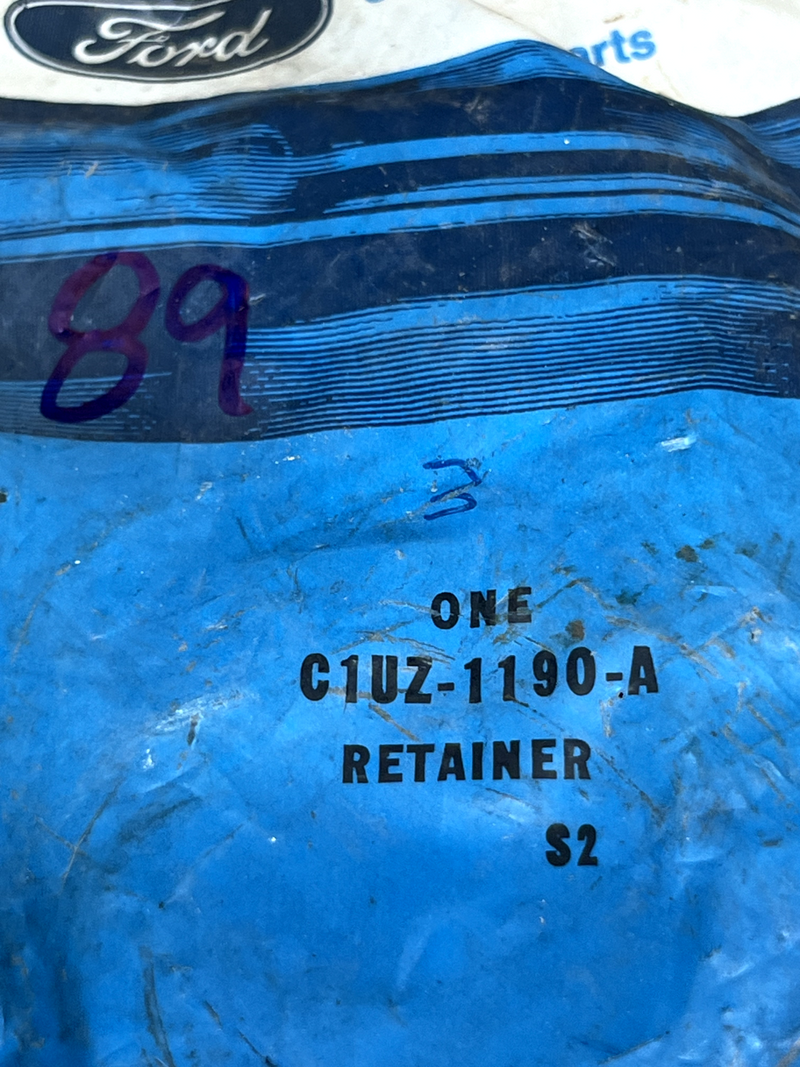 Ford
arts
89
3
ONE
C1UZ-1190-A
RETAINER
S2